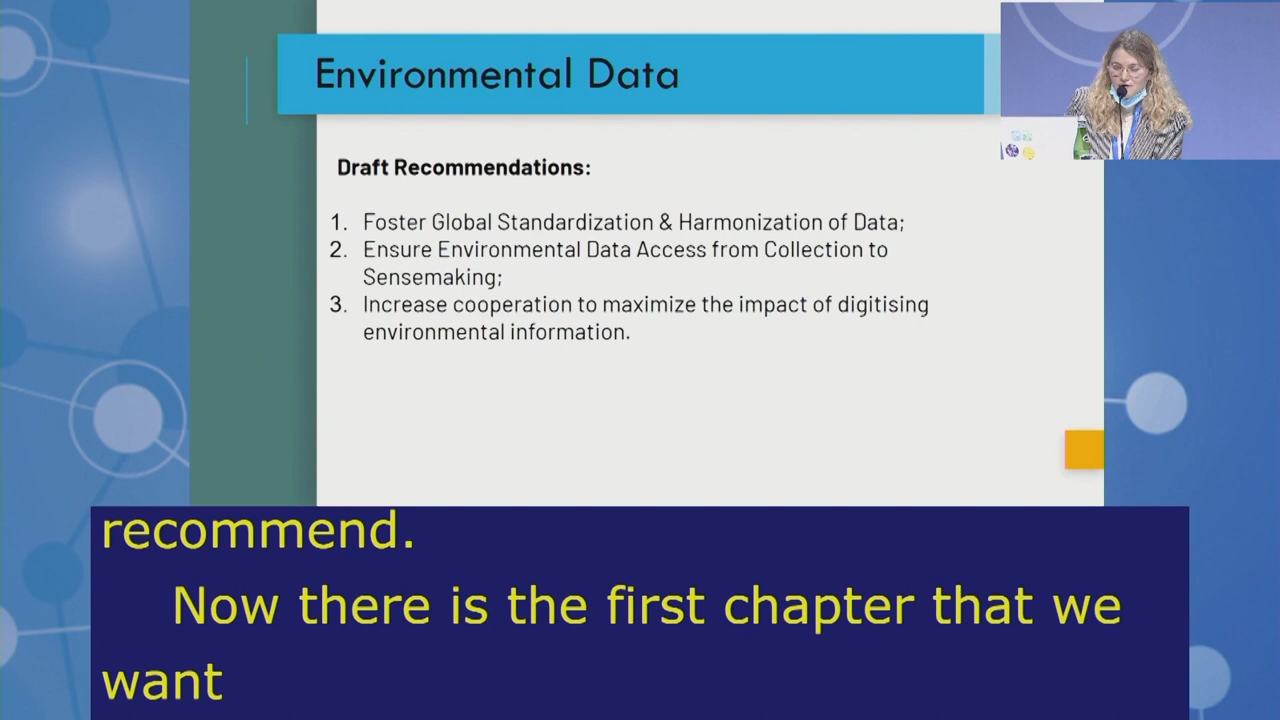 Environmental Data
Draft Recommendations:
1. Foster Global Standardization & Harmonization of Data;
2. Ensure Environmental Data Access from Collection to
Sensemaking;
3. Increase cooperation to maximize the impact of digitising
environmental information.
recommend.
Now there is the first chapter that we
want